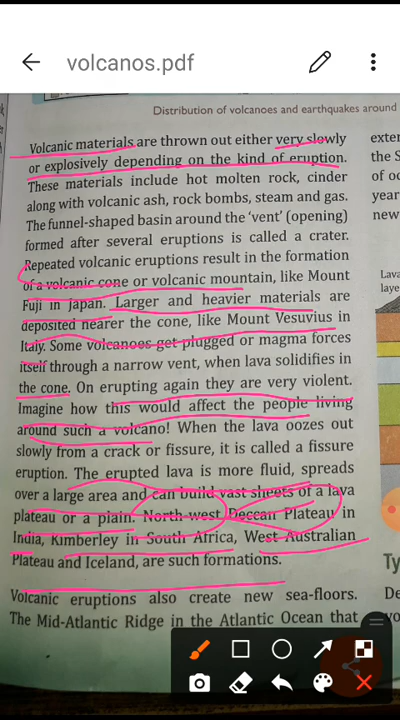 volcanos.pdf
Distribution of volcanoes and earthquakes around
Volcanic materials are thrown out either very slowly
or explosively depending on the kind of eruption.
These materials include hot molten rock, cinder
along with volcanic ash, rock bombs, steam and gas.
The funnel-shaped basin around the 'vent' (opening)
formed after several eruptions is called a crater.
Repeated volcanic eruptions result in the formation
of a volcanic cone or volcanic mountain, like Mount
Fuji in Japan. Larger and heavier materials are
deposited nearer the cone, like Mount Vesuvius in
Italy. Some volcanoes get plugged or magma forces
itself through a narrow vent, when lava solidifies in
the cone. On erupting again they are very violent.
Imagine how this would affect the people living
around such a volcano! When the lava oozes out
slowly from a crack or fissure, it is called a fissure
eruption. The erupted lava is more fluid, spreads
over a large area and can build vast sheets of a lava
plateau or a plain. North-west Deccan Plateau in
India, Kimberley in South Africa, West Australian
Plateau and Iceland, are such formations.
Volcanic eruptions also create new sea-floors.
The Mid-Atlantic Ridge in the Atlantic Ocean that
exter
the S
of oc
year
new
Lava
laye
Ty
De